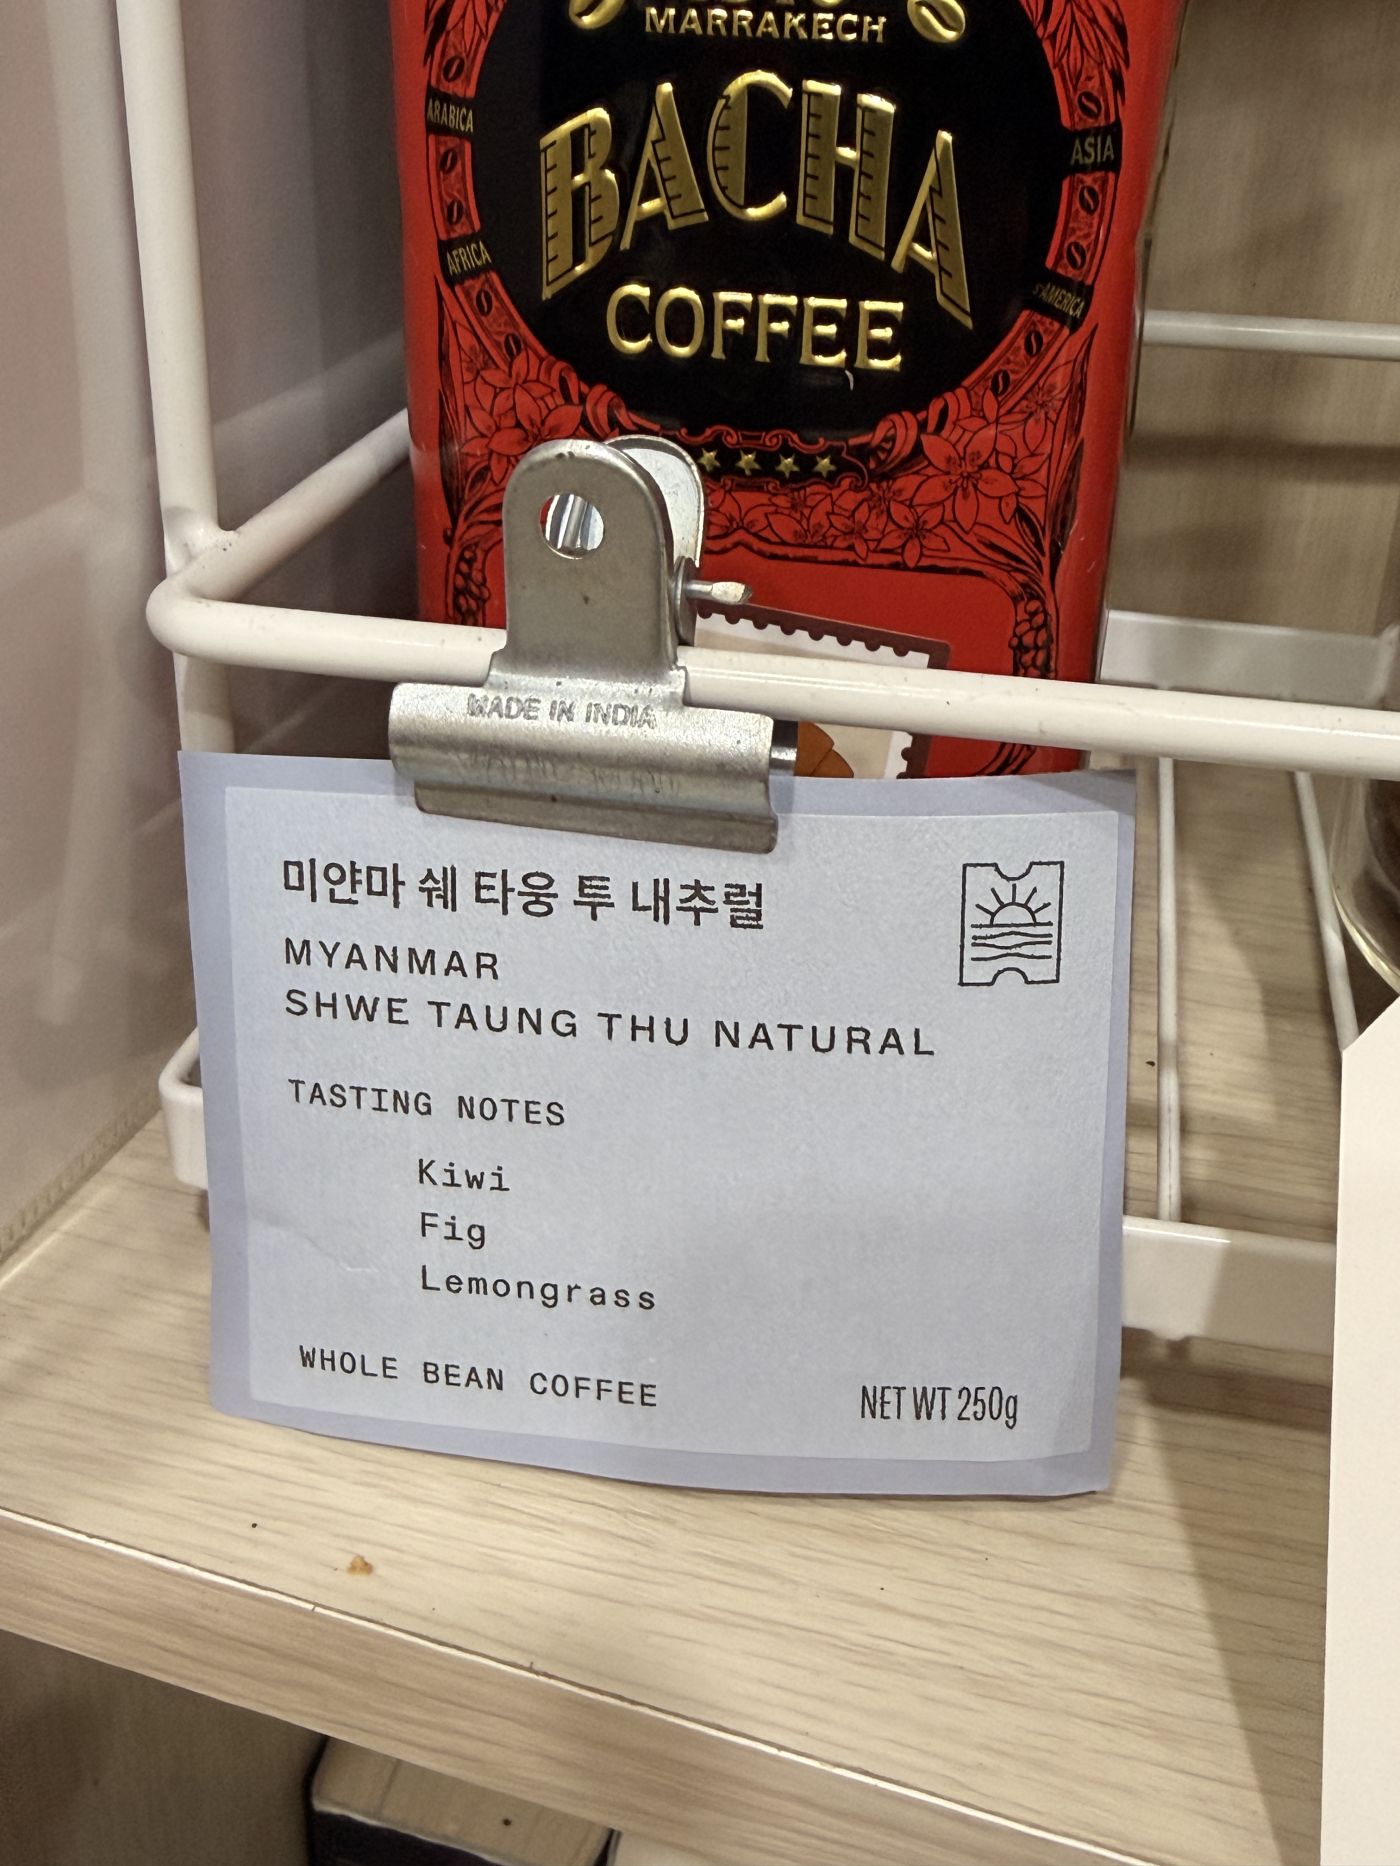 MARRAKECH
BACHA
COFFEE
ARABICA
AFRICA
ASIA
S.AMERICA
MADE IN INDIA
미얀마 쉐 타웅 투 내추럴
MYANMAR
SHWE TAUNG THU NATURAL
TASTING NOTES
Kiwi
Fig
Lemongrass
WHOLE BEAN COFFEE
NET WT 250g